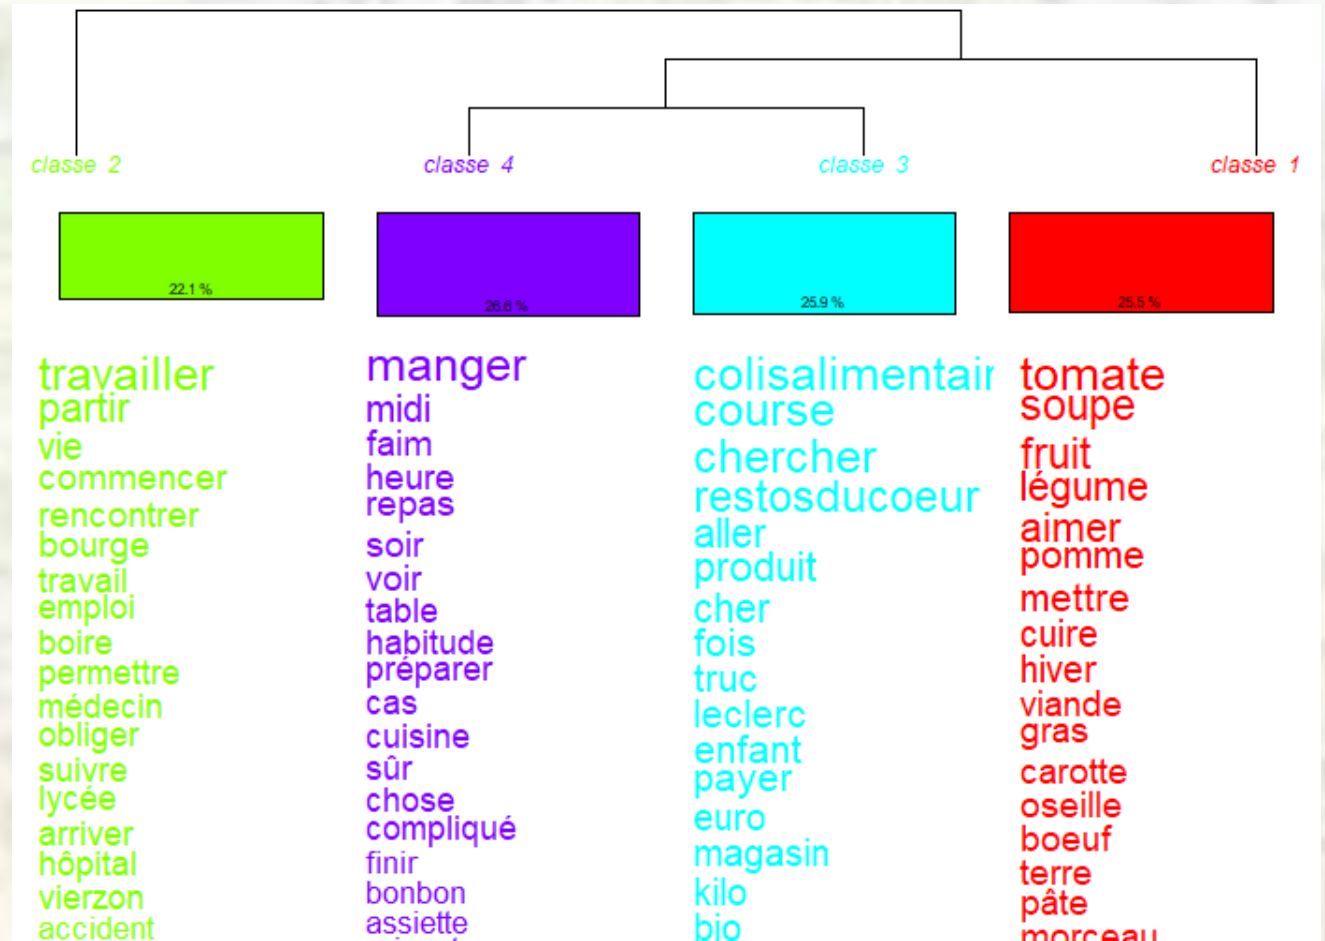 classe 2
classe 4
classe 3
classe 1
22.1 %
26.6 %
25.9 %
25.5 %
travailler
partir
vie
commencer
rencontrer
bourge
travail
emploi
boire
permettre
médecin
obliger
suivre
lycée
arriver
hôpital
vierzon
accident
manger
midi
faim
heure
repas
soir
voir
table
habitude
préparer
cas
cuisine
sûr
chose
compliqué
finir
bonbon
assiette
colisalimentair
course
chercher
restosducoeur
aller
produit
cher
fois
truc
leclerc
enfant
payer
euro
magasin
kilo
bio
tomate
soupe
fruit
légume
aimer
pomme
mettre
cuire
hiver
viande
gras
carotte
oseille
boeuf
terre
pâte
morceau